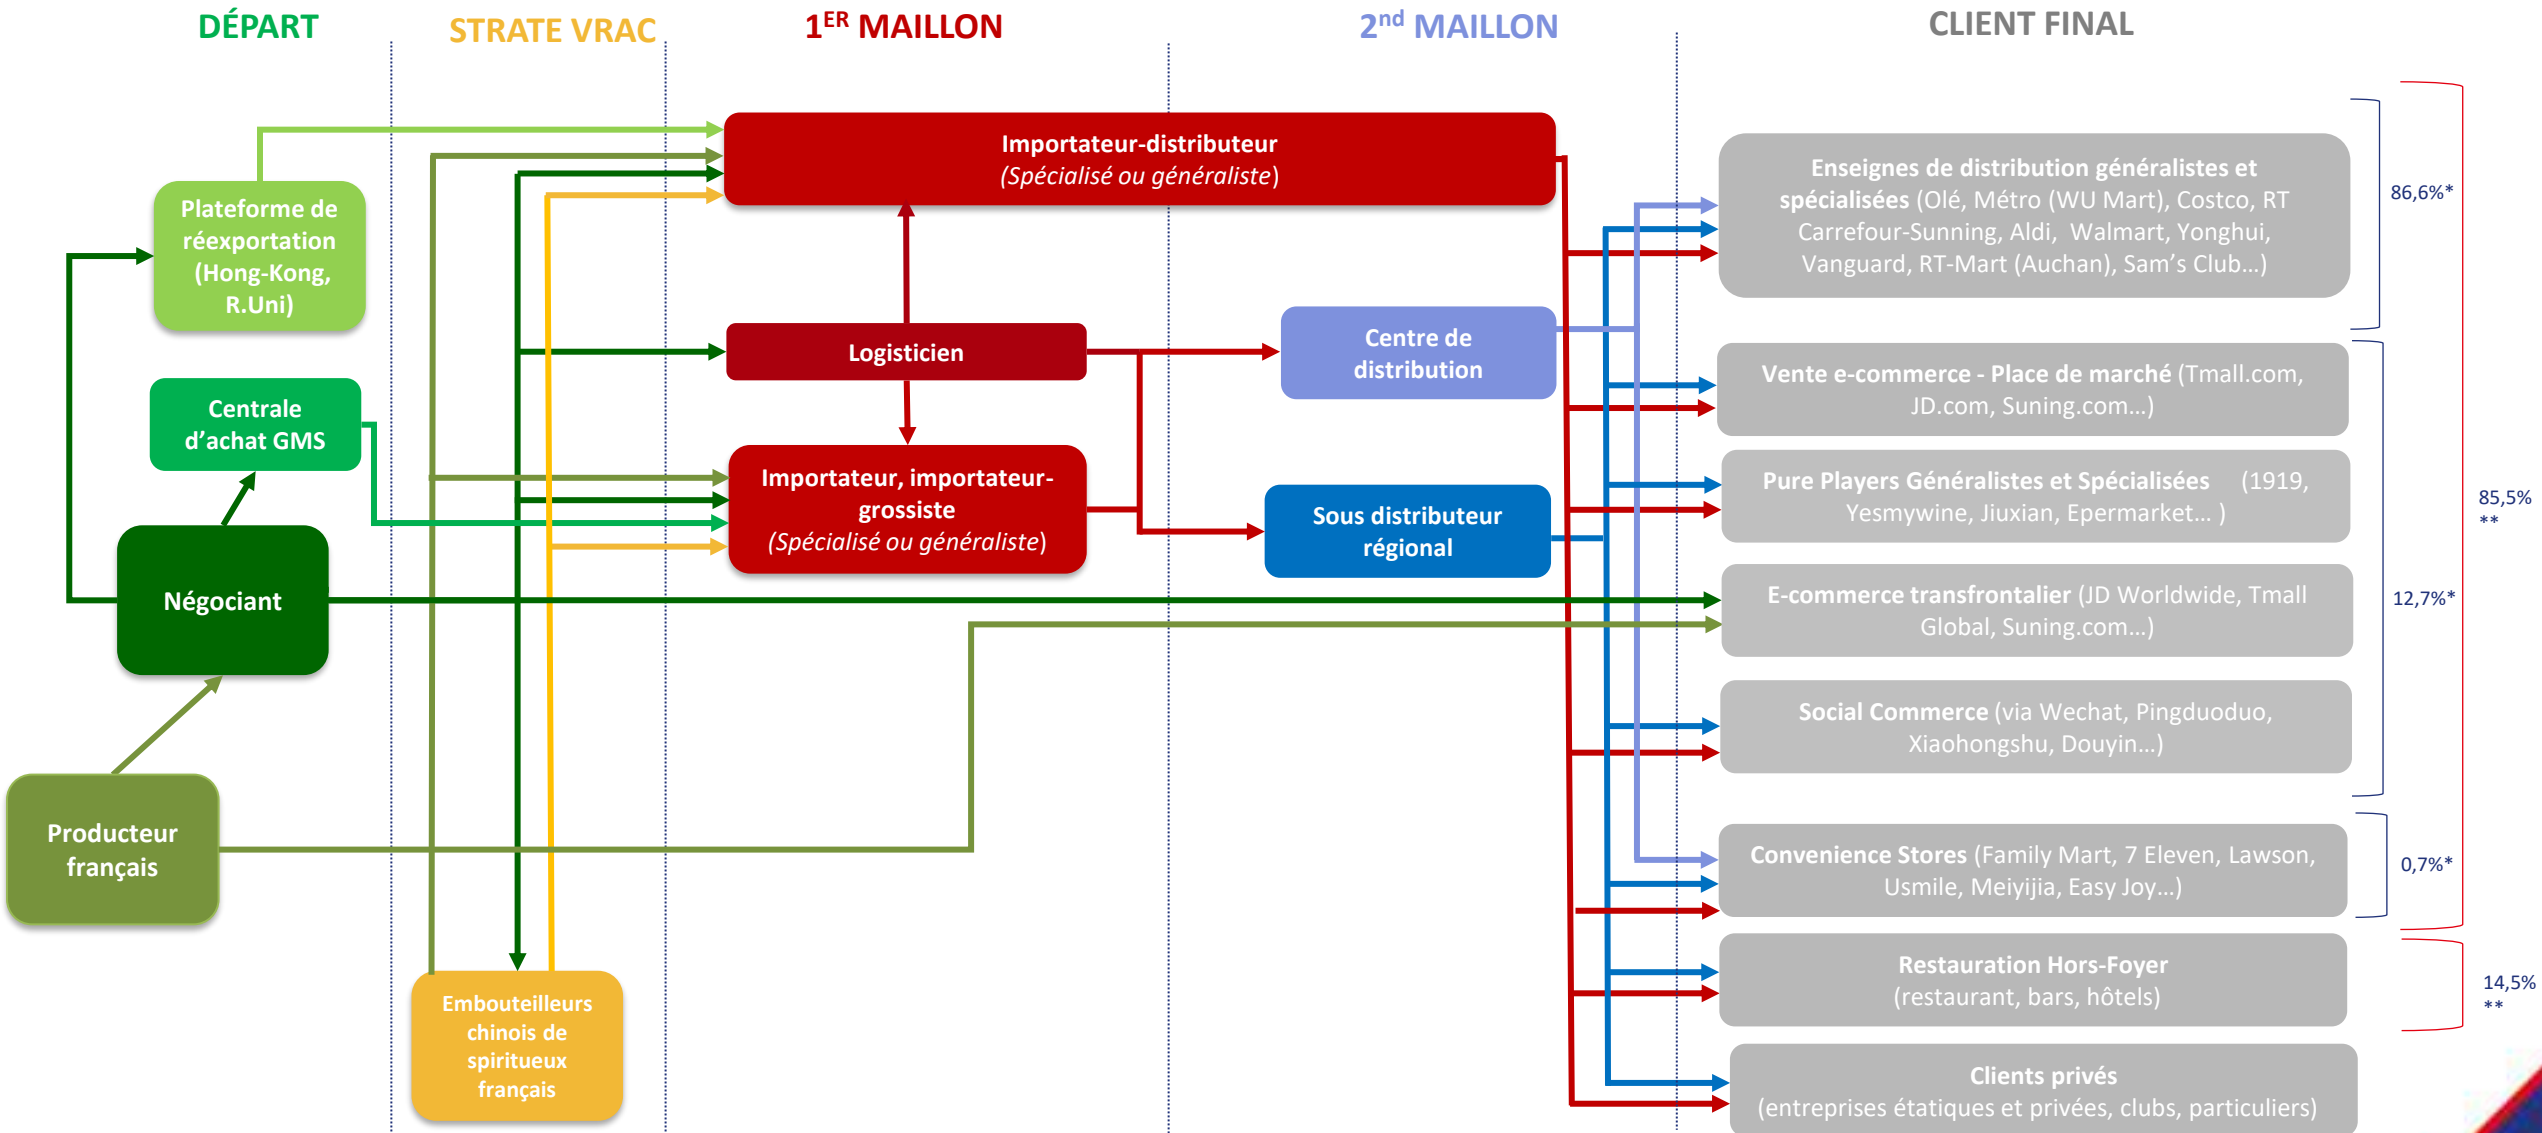 DÉPART
STRATE VRAC
1ER MAILLON
2nd MAILLON
CLIENT FINAL
Plateforme de
réexportation
(Hong-Kong,
R.Uni)
Centrale
d'achat GMS
Négociant
Producteur
français
Embouteilleurs
chinois de
spiritueux
français
Importateur-distributeur
(Spécialisé ou généraliste)
Logisticien
Importateur, importateur-
grossiste
(Spécialisé ou généraliste)
Centre de
distribution
Sous distributeur
régional
Enseignes de distribution généralistes et
spécialisées (Olé, Métro (WU Mart), Costco, RT
Carrefour-Sunning, Aldi, Walmart, Yonghui,
Vanguard, RT-Mart (Auchan), Sam's Club...)
Vente e-commerce - Place de marché (Tmall.com,
JD.com, Suning.com...)
Pure Players Généralistes et Spécialisées (1919,
Yesmywine, Jiuxian, Epermarket... )
E-commerce transfrontalier (JD Worldwide, Tmall
Global, Suning.com...)
Social Commerce (via Wechat, Pingduoduo,
Xiaohongshu, Douyin...)
Convenience Stores (Family Mart, 7 Eleven, Lawson,
Usmile, Meiyijia, Easy Joy...)
Restauration Hors-Foyer
(restaurant, bars, hôtels)
Clients privés
(entreprises étatiques et privées, clubs, particuliers)
86,6%*
12,7%*
0,7%*
85,5%
**
14,5%
**